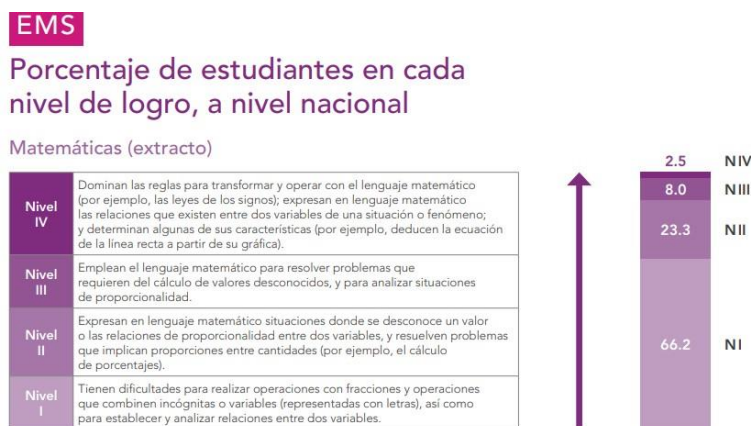 EMS
Porcentaje de estudiantes en cada
nivel de logro, a nivel nacional
Matemáticas (extracto)
Nivel
IV
Dominan las reglas para transformar y operar con el lenguaje matemático
(por ejemplo, las leyes de los signos); expresan en lenguaje matemático
las relaciones que existen entre dos variables de una situación o fenómeno;
y determinan algunas de sus características (por ejemplo, deducen la ecuación
de la línea recta a partir de su gráfica).
Nivel
III
Emplean el lenguaje matemático para resolver problemas que
requieren del cálculo de valores desconocidos, y para analizar situaciones
de proporcionalidad.
Nivel
II
Expresan en lenguaje matemático situaciones donde se desconoce un valor
o las relaciones de proporcionalidad entre dos variables, y resuelven problemas
que implican proporciones entre cantidades (por ejemplo, el cálculo
de porcentajes).
Nivel
I
Tienen dificultades para realizar operaciones con fracciones y operaciones
que combinen incógnitas o variables (representadas con letras), así como
para establecer y analizar relaciones entre dos variables.
2.5 NIV
8.0 NIII
23.3 NII
66.2 NI